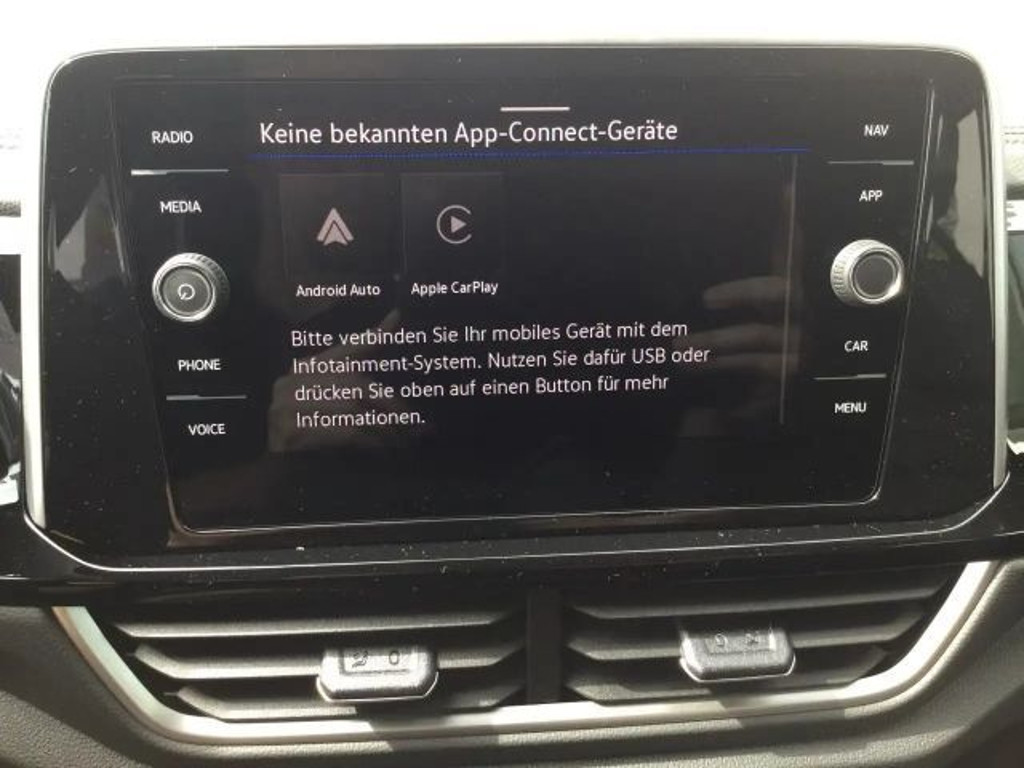 RADIO
MEDIA
PHONE
VOICE
Keine bekannten App-Connect-Geräte
Android Auto
Apple CarPlay
Bitte verbinden Sie Ihr mobiles Gerät mit dem
Infotainment-System. Nutzen Sie dafür USB oder
drücken Sie oben auf einen Button für mehr
Informationen.
NAV
APP
CAR
MENU